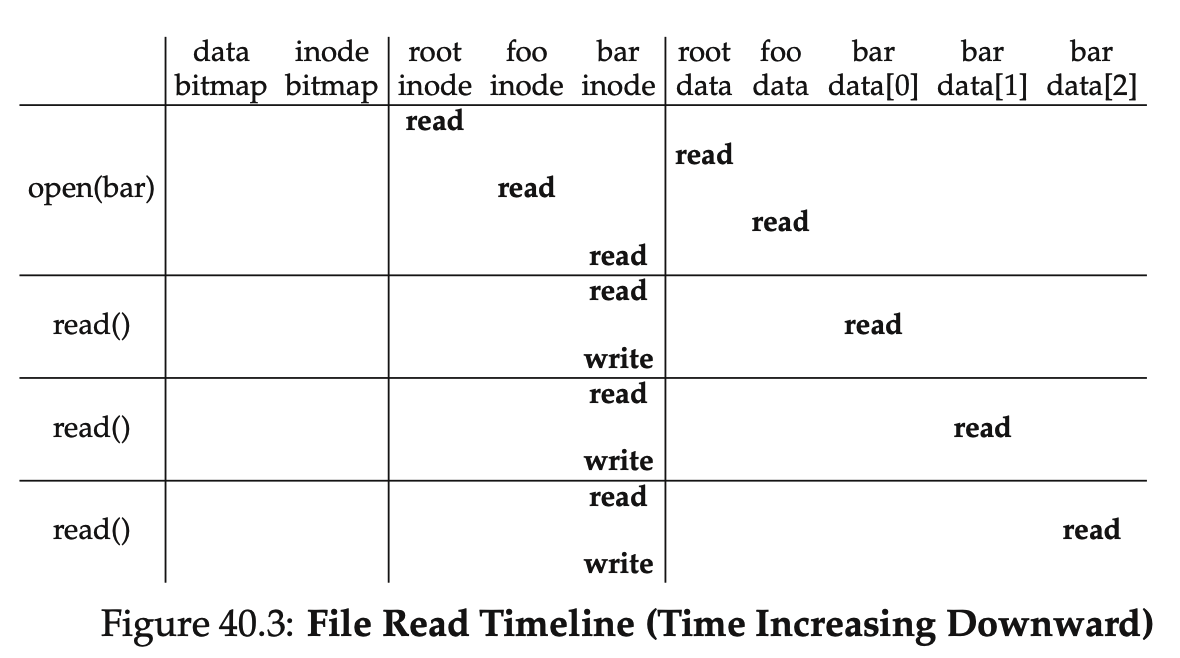 data inode root foo bar root foo bar bar bar
bitmap bitmap inode inode inode data data data[0] data[1] data[2]
read
read
open(bar) read
read
read
read
read() read
write
read
read() read
write
read
read() read
write
Figure 40.3: File Read Timeline (Time Increasing Downward)